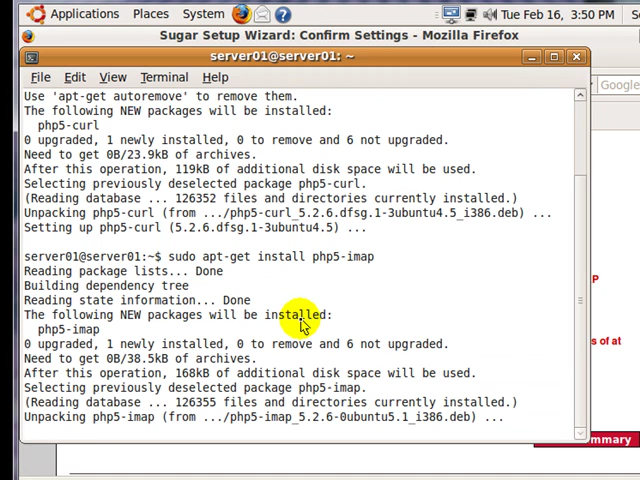 Applications Places System Tue Feb 16, 3:50 PM
Sugar Setup Wizard: Confirm Settings - Mozilla Firefox
server01@server01: ~
File Edit View Terminal Help
Google
Use 'apt-get autoremove' to remove them.
The following NEW packages will be installed:
php5-curl
0 upgraded, 1 newly installed, 0 to remove and 6 not upgraded.
Need to get 0B/23.9kB of archives.
After this operation, 119kB of additional disk space will be used.
Selecting previously deselected package php5-curl.
(Reading database ... 126352 files and directories currently installed.)
Unpacking php5-curl (from .../php5-curl_5.2.6.dfsg.1-3ubuntu4.5_i386.deb) ...
Setting up php5-curl (5.2.6.dfsg.1-3ubuntu4.5) ...
server01@server01:~$ sudo apt-get install php5-imap
Reading package lists... Done
Building dependency tree
Reading state information... Done
The following NEW packages will be installed:
php5-imap
0 upgraded, 1 newly installed, 0 to remove and 6 not upgraded.
Need to get 0B/38.5kB of archives.
After this operation, 168kB of additional disk space will be used.
Selecting previously deselected package php5-imap.
(Reading database ... 126355 files and directories currently installed.)
Unpacking php5-imap (from .../php5-imap_5.2.6-0ubuntu5.1_i386.deb) ...
P
s of at
mmary